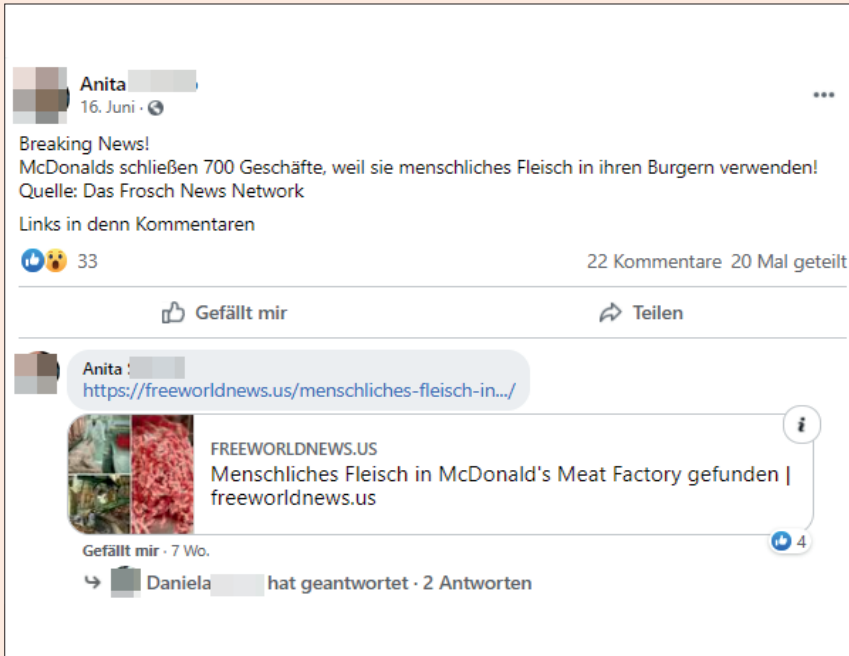 Anita
16. Juni ·
Breaking News!
McDonalds schließen 700 Geschäfte, weil sie menschliches Fleisch in ihren Burgern verwenden!
Quelle: Das Frosch News Network
Links in denn Kommentaren
33
22 Kommentare 20 Mal geteilt
Gefällt mir
Teilen
Anita
https://freeworldnews.us/menschliches-fleisch-in.../
i
FREEWORLDNEWS.US
Menschliches Fleisch in McDonald's Meat Factory gefunden |
freeworldnews.us
4
Gefällt mir · 7 Wo.
Daniela hat geantwortet · 2 Antworten